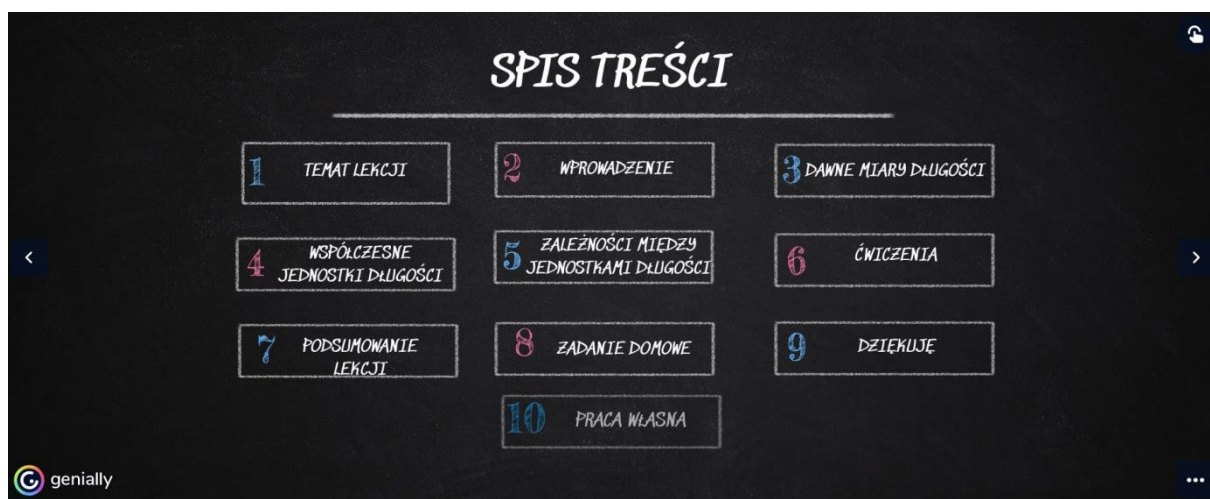 SPIS TREŚCI
1 TEMAT LEKCJI
2 WPROWADZENIE
3 DAWNE MIARY DŁUGOŚCI
4 WSPÓŁCZESNE
JEDNOSTKI DŁUGOŚCI
5 ZALEŻNOŚCI MIĘDZY
JEDNOSTKAMI DŁUGOŚCI
6 ĆWICZENIA
7 PODSUMOWANIE
LEKCJI
8 ZADANIE DOMOWE
9 DZIĘKUJĘ
10 PRACA WŁASNA
genially